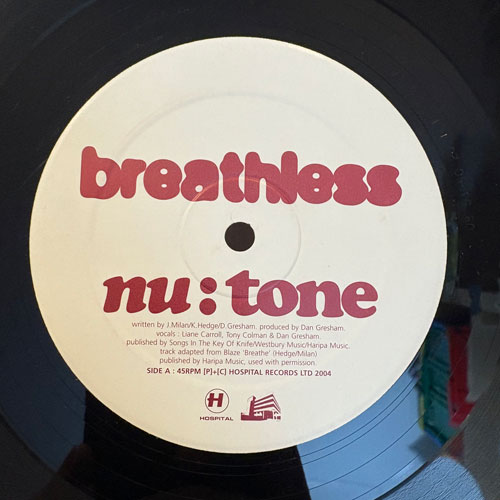 breathless
nu:tone
written by J.Milan/K.Hedge/D.Gresham. produced by Dan Gresham.
vocals : Liane Carroll, Tony Colman & Dan Gresham.
published by Songs In The Key Of Knife/Westbury Music/Haripa Music.
track adapted from Blaze 'Breathe' (Hedge/Milan)
published by Haripa Music, used with permission.
SIDE A : 45RPM [P]+[C] HOSPITAL RECORDS LTD 2004
H
HOSPITAL